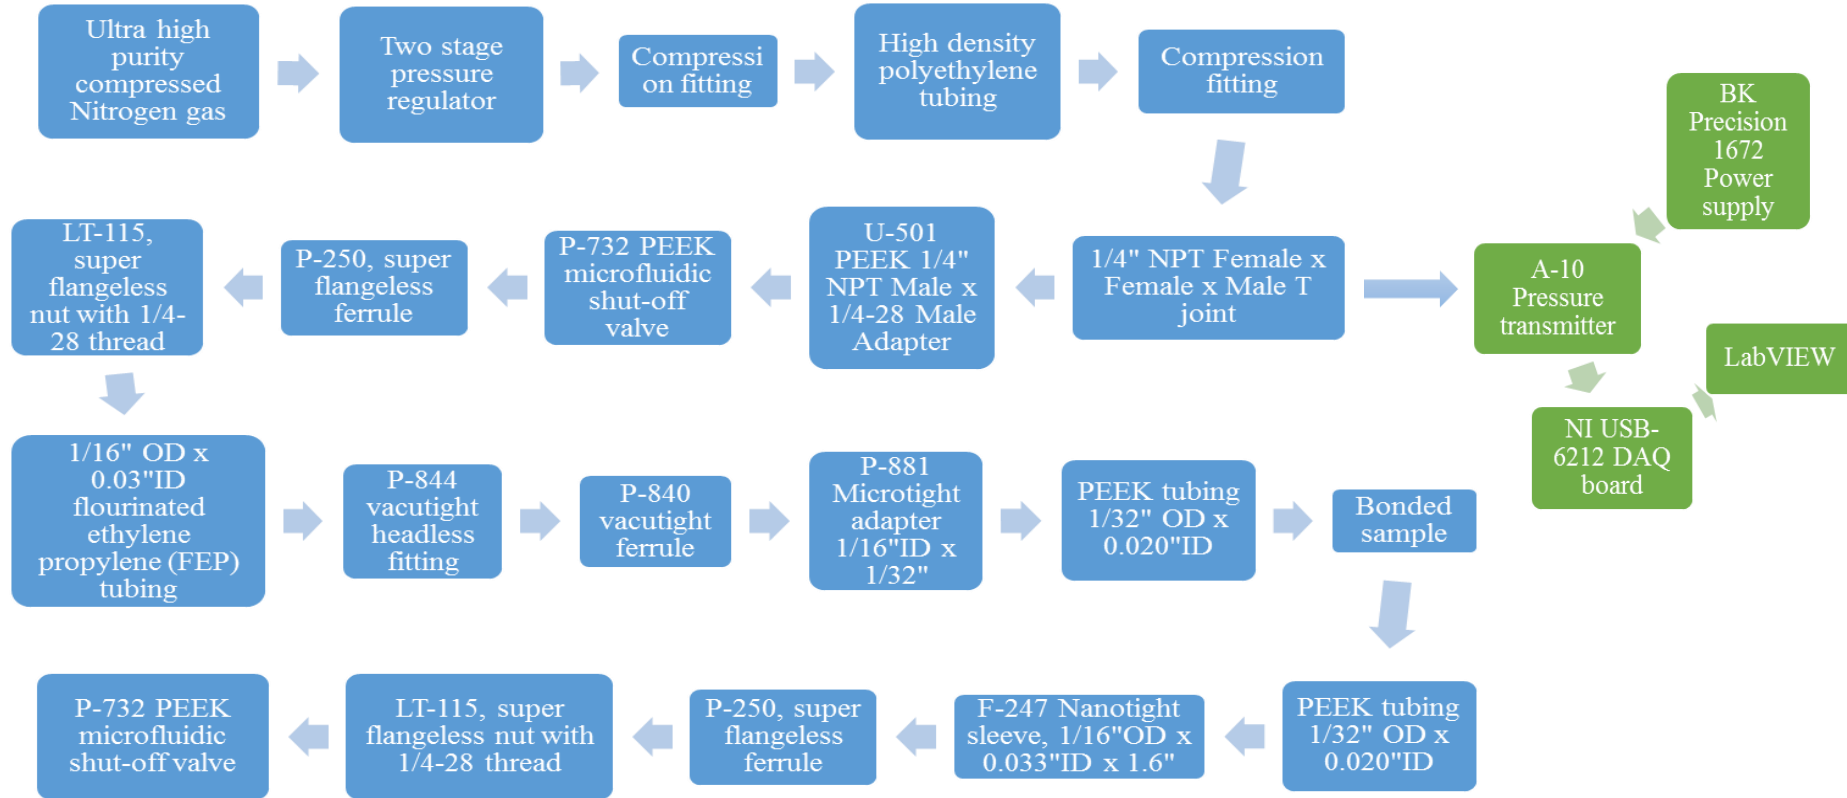 Ultra high
purity
compressed
Nitrogen gas
Two stage
pressure
regulator
Compressi
on fitting
High density
polyethylene
tubing
Compression
fitting
BK
Precision
1672
Power
supply
LT-115,
super
flangeless
nut with 1/4-
28 thread
P-250, super
flangeless
ferrule
P-732 PEEK
microfluidic
shut-off
valve
U-501
PEEK 1/4"
NPT Male x
1/4-28 Male
Adapter
1/4" NPT Female x
Female x Male T
joint
A-10
Pressure
transmitter
LabVIEW
NI USB-
6212 DAQ
board
1/16" OD x
0.03"ID
flourinated
ethylene
propylene (FEP)
tubing
P-844
vacutight
headless
fitting
P-840
vacutight
ferrule
P-881
Microtight
adapter
1/16"ID x
1/32"
PEEK tubing
1/32" OD x
0.020"ID
Bonded
sample
P-732 PEEK
microfluidic
shut-off valve
LT-115, super
flangeless nut with
1/4-28 thread
P-250, super
flangeless
ferrule
F-247 Nanotight
sleeve, 1/16"OD x
0.033"ID x 1.6"
PEEK tubing
1/32" OD x
0.020"ID